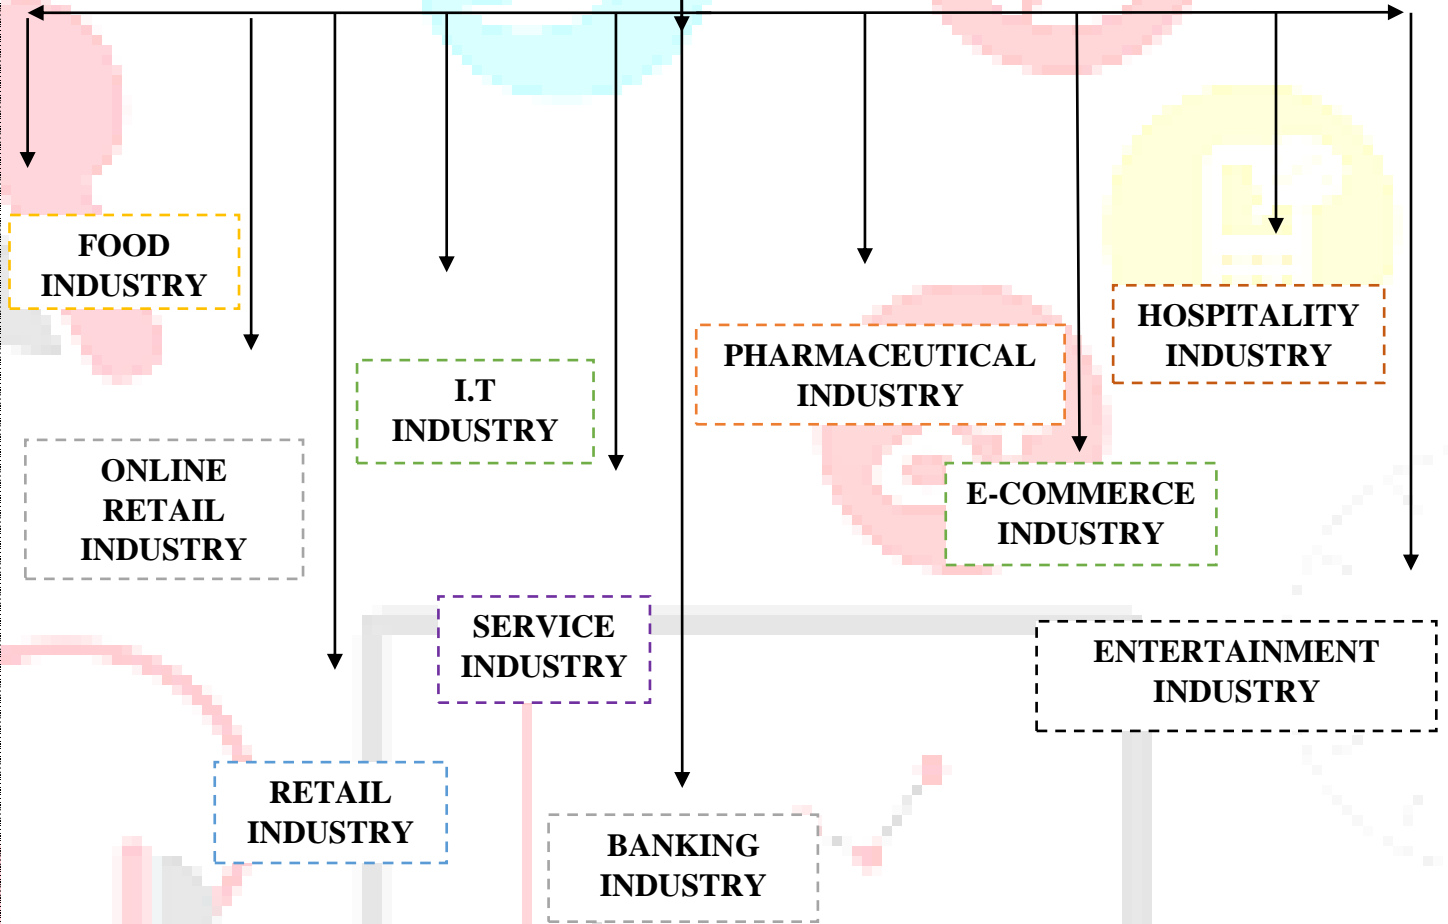 FOOD
INDUSTRY
HOSPITALITY
INDUSTRY
PHARMACEUTICAL
INDUSTRY
I.T
INDUSTRY
ONLINE
RETAIL
INDUSTRY
E-COMMERCE
INDUSTRY
SERVICE
INDUSTRY
ENTERTAINMENT
INDUSTRY
RETAIL
INDUSTRY
BANKING
INDUSTRY